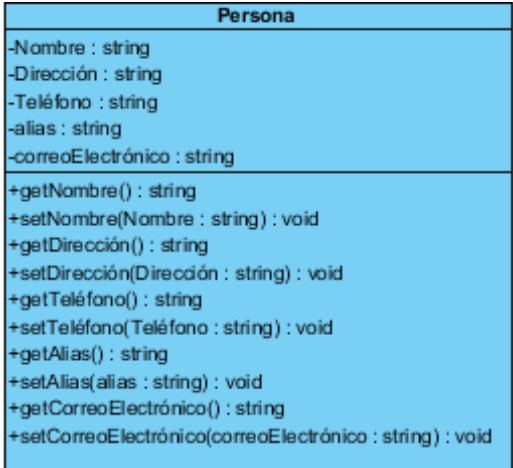 Persona
-Nombre : string
-Dirección : string
-Teléfono : string
-alias : string
-correoElectrónico : string
+getNombre() : string
+setNombre(Nombre : string) : void
+getDirección() : string
+setDirección(Dirección : string) : void
+getTeléfono() : string
+setTeléfono(Teléfono : string) : void
+getAlias() : string
+setAlias(alias : string) : void
+getCorreoElectrónico() : string
+setCorreoElectrónico(correoElectrónico : string) : void